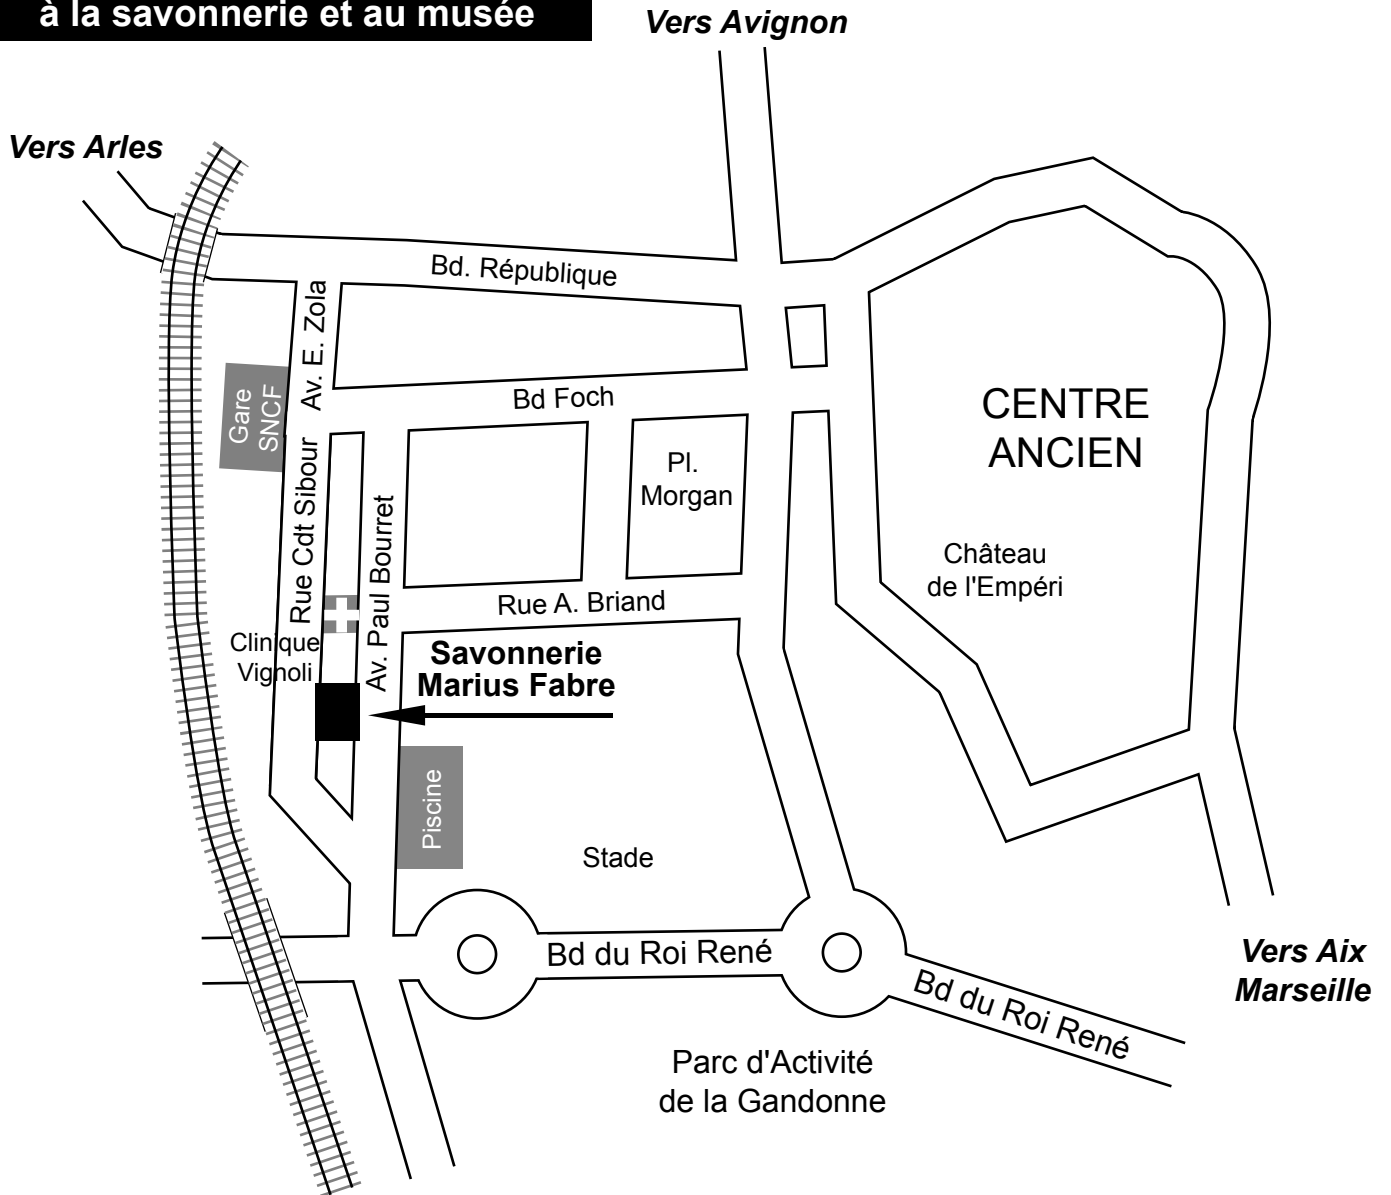 à la savonnerie et au musée
Vers Avignon
Vers Arles
Bd. République
Av. E. Zola
Bd Foch
Gare
SNCF
CENTRE
ANCIEN
Pl.
Morgan
Rue Cdt Sibour
Av. Paul Bourret
Château
de l'Empéri
Rue A. Briand
Clinique
Vignoli
Savonnerie
Marius Fabre
Piscine
Stade
Bd du Roi René
Bd du Roi René
Vers Aix
Marseille
Parc d'Activité
de la Gandonne